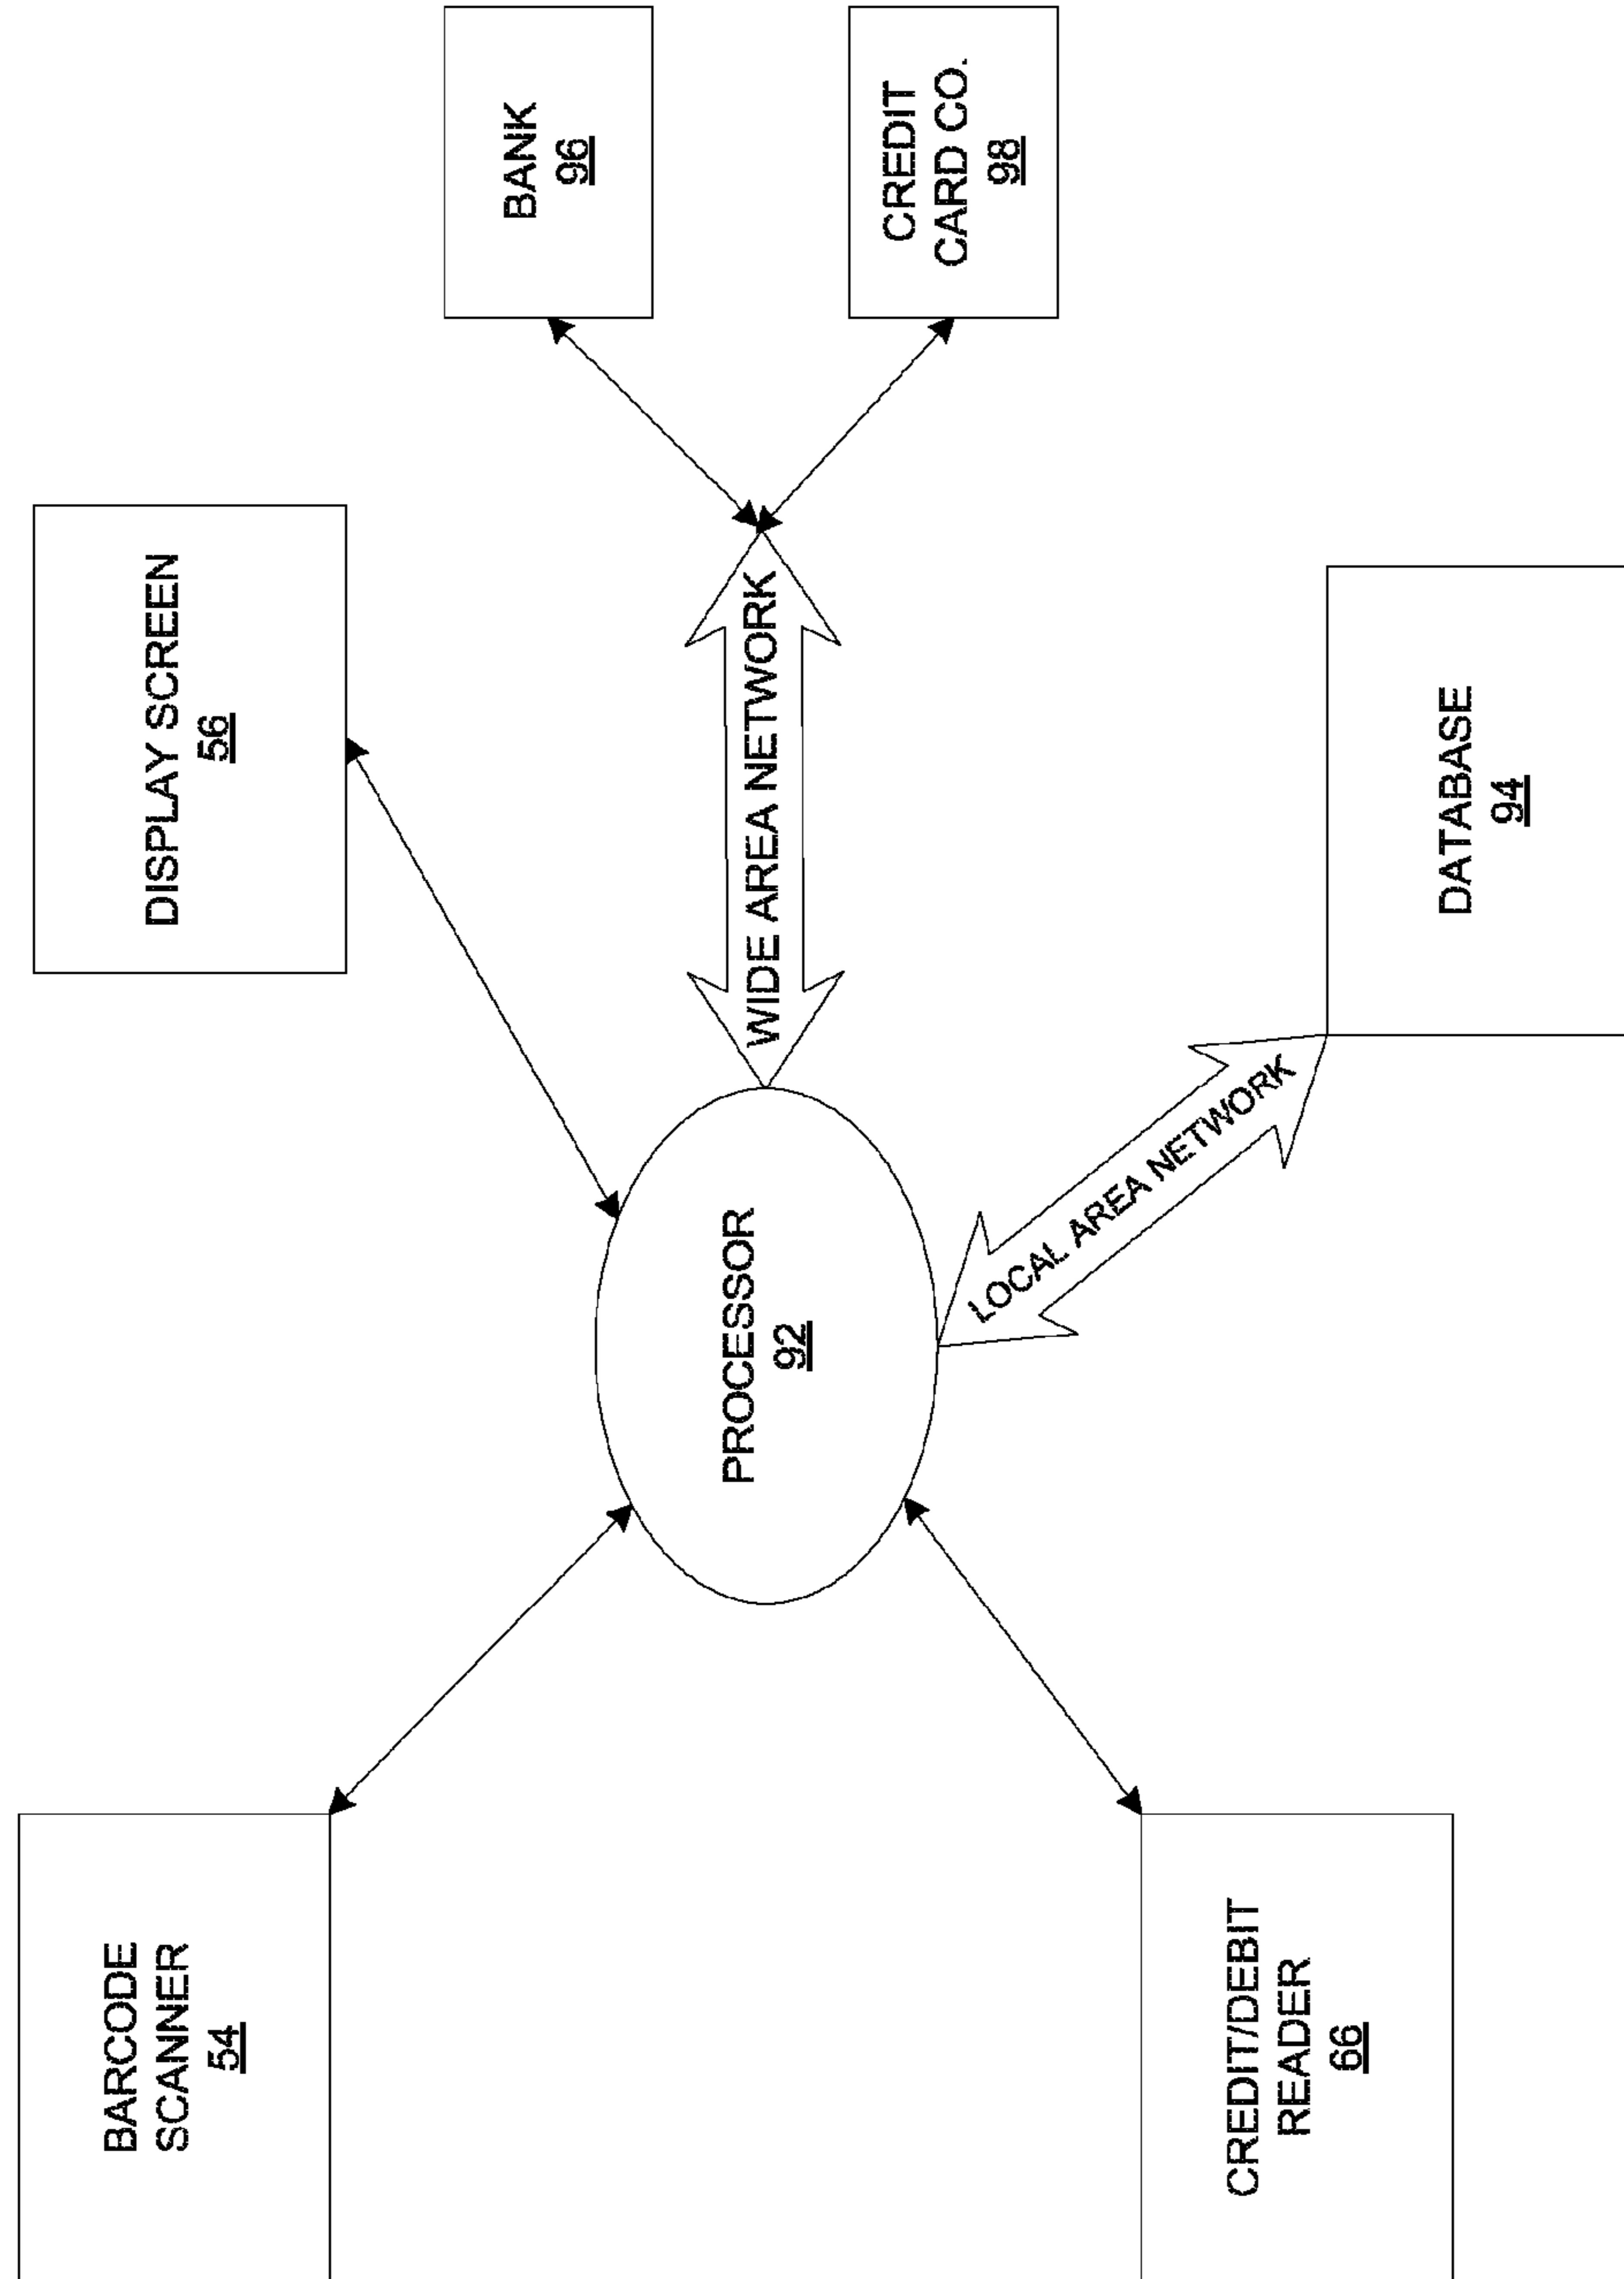 BARCODE
SCANNER
54
DISPLAY SCREEN
56
BANK
96
PROCESSOR
92
WIDE AREA NETWORK
CREDIT
CARD CO.
98
LOCAL AREA NETWORK
CREDIT/DEBIT
READER
66
DATABASE
94